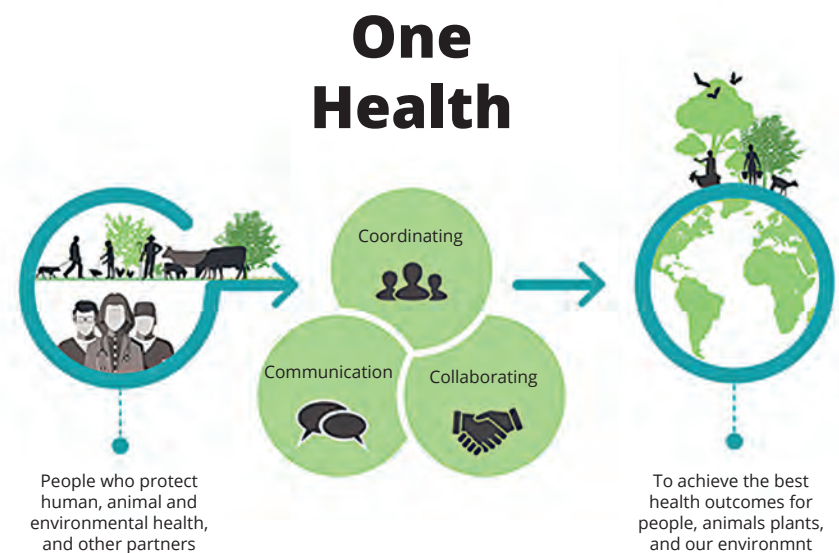 One
Health
Coordinating
Communication
Collaborating
People who protect
human, animal and
environmental health,
and other partners
To achieve the best
health outcomes for
people, animals plants,
and our environmnt